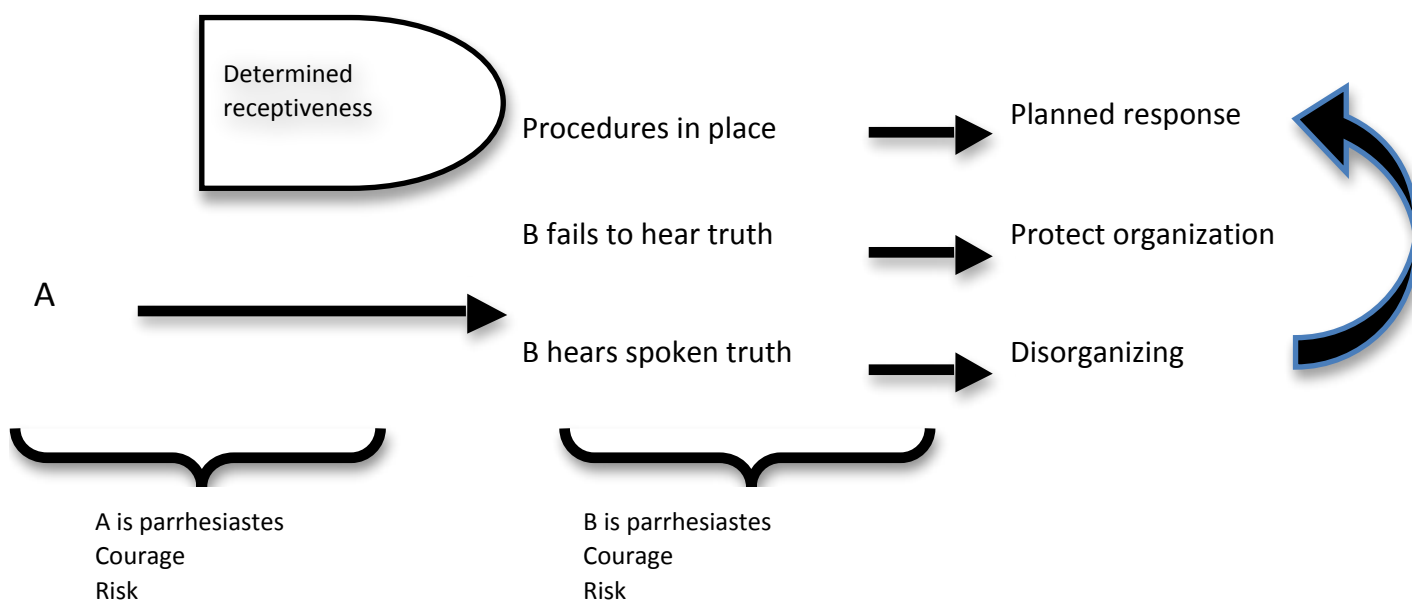 Determined
receptiveness
Procedures in place
Planned response
B fails to hear truth
Protect organization
A
B hears spoken truth
Disorganizing
A is parrhesiastes
Courage
Risk
B is parrhesiastes
Courage
Risk